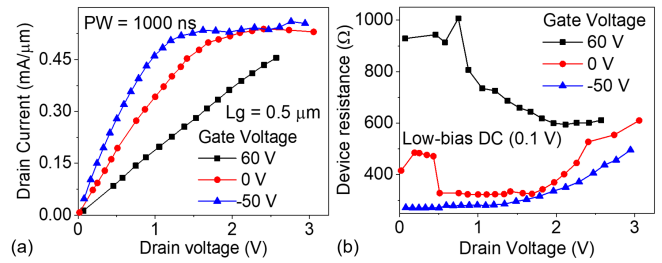 (a)
Drain Current (mA/μm)
0.45
0.30
0.15
0.00
PW = 1000 ns
Lg = 0.5 μm
Gate Voltage
60 V
0 V
-50 V
0 1 2 3
Drain voltage (V)
(b)
Device resistance (Ω)
1000
800
600
400
Gate Voltage
60 V
0 V
-50 V
Low-bias DC (0.1 V)
0 1 2 3
Drain Voltage (V)